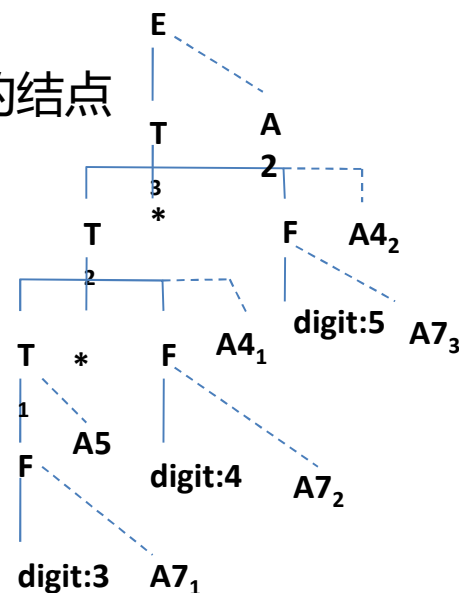 E
的结点
T
A
2
3
*
T
F
A4₂
2
digit:5
A7₃
T
*
F
A4₁
1
A5
F
digit:4
A7₂
digit:3
A7₁